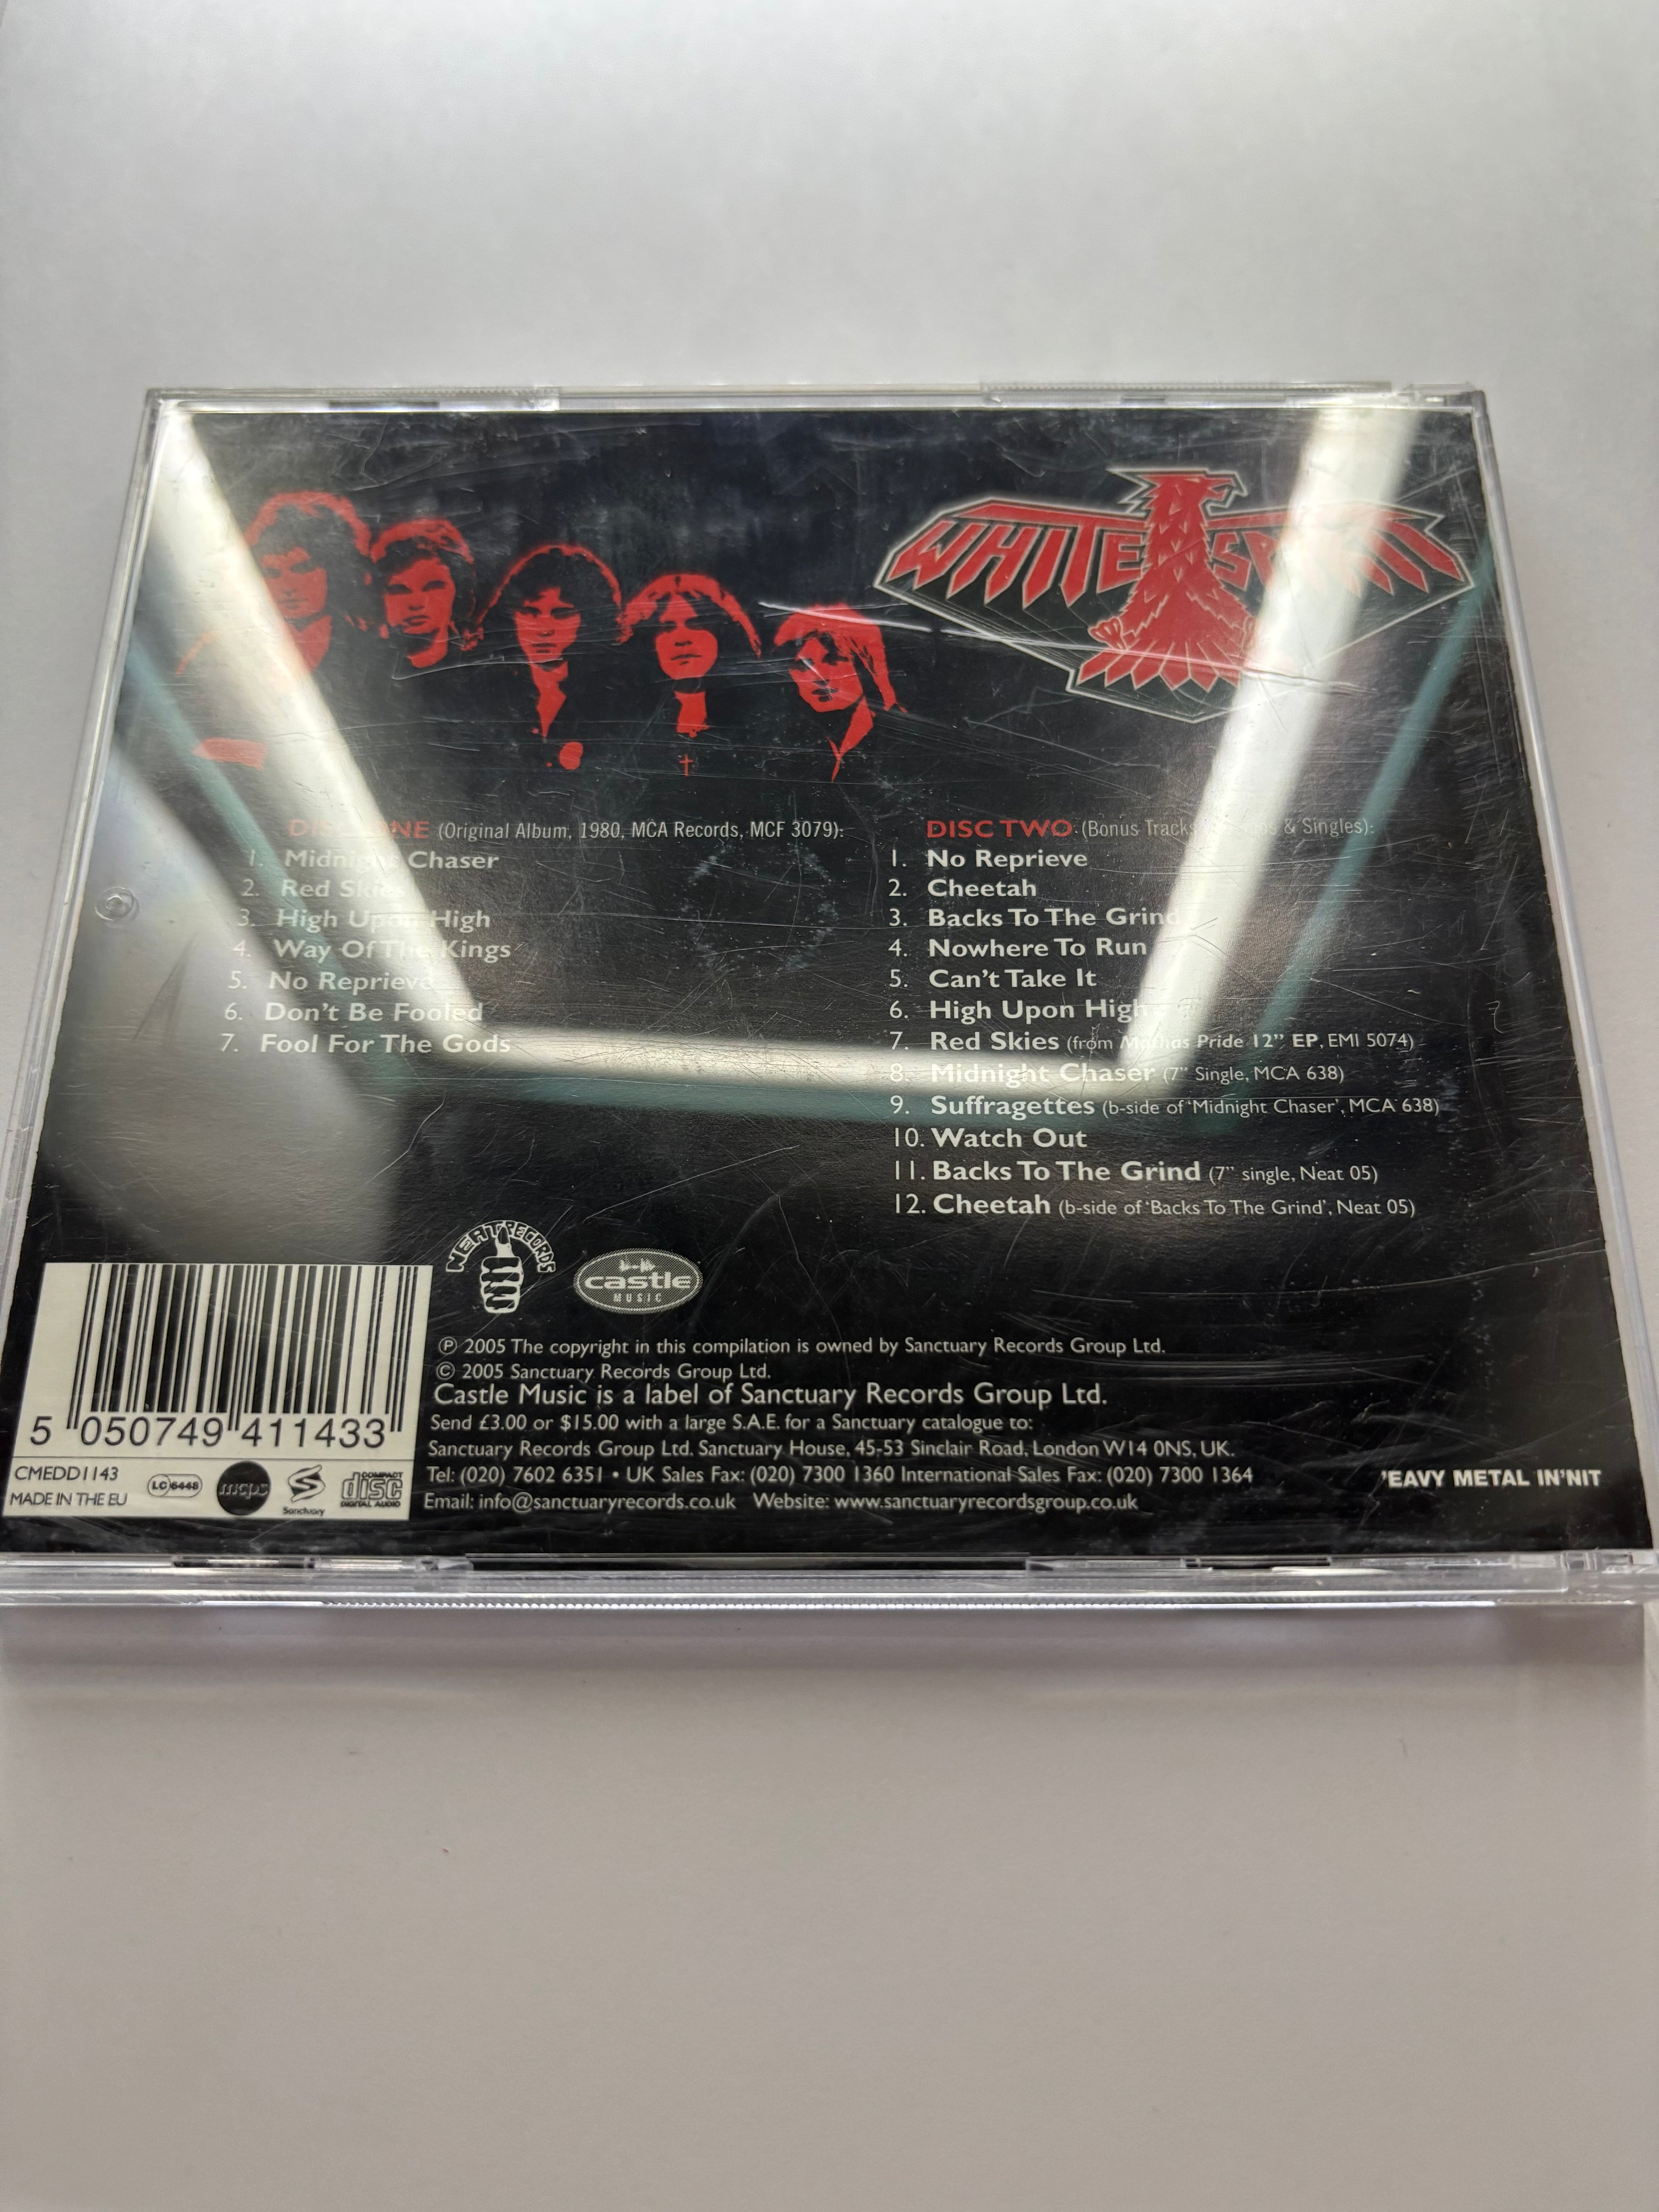 WHITE SPIRIT
DISC ONE (Original Album, 1980, MCA Records, MCF 3079):
1. Midnight Chaser
2. Red Skies
3. High Upon High
4. Way Of The Kings
5. No Reprieve
6. Don't Be Fooled
7. Fool For The Gods
DISC TWO (Bonus Tracks & Singles):
1. No Reprieve
2. Cheetah
3. Backs To The Grind
4. Nowhere To Run
5. Can't Take It
6. High Upon High
7. Red Skies (from Pride 12" EP, EMI 5074)
8. Midnight Chaser (7" Single, MCA 638)
9. Suffragettes (b-side of 'Midnight Chaser', MCA 638)
10. Watch Out
11. Backs To The Grind (7" single, Neat 05)
12. Cheetah (b-side of 'Backs To The Grind', Neat 05)
NEAT RECORDS
castle
MUSIC
℗ 2005 The copyright in this compilation is owned by Sanctuary Records Group Ltd.
© 2005 Sanctuary Records Group Ltd.
Castle Music is a label of Sanctuary Records Group Ltd.
Send £3.00 or $15.00 with a large S.A.E. for a Sanctuary catalogue to:
Sanctuary Records Group Ltd. Sanctuary House, 45-53 Sinclair Road, London W14 0NS, UK.
Tel: (020) 7602 6351 • UK Sales Fax: (020) 7300 1360 International Sales Fax: (020) 7300 1364
Email: info@sanctuaryrecords.co.uk Website: www.sanctuaryrecordsgroup.co.uk
'EAVY METAL IN'NIT
5 050749 411433
CMEDD1143
MADE IN THE EU
LC 6448
mcps
Sanctuary
COMPACT
disc
DIGITAL AUDIO